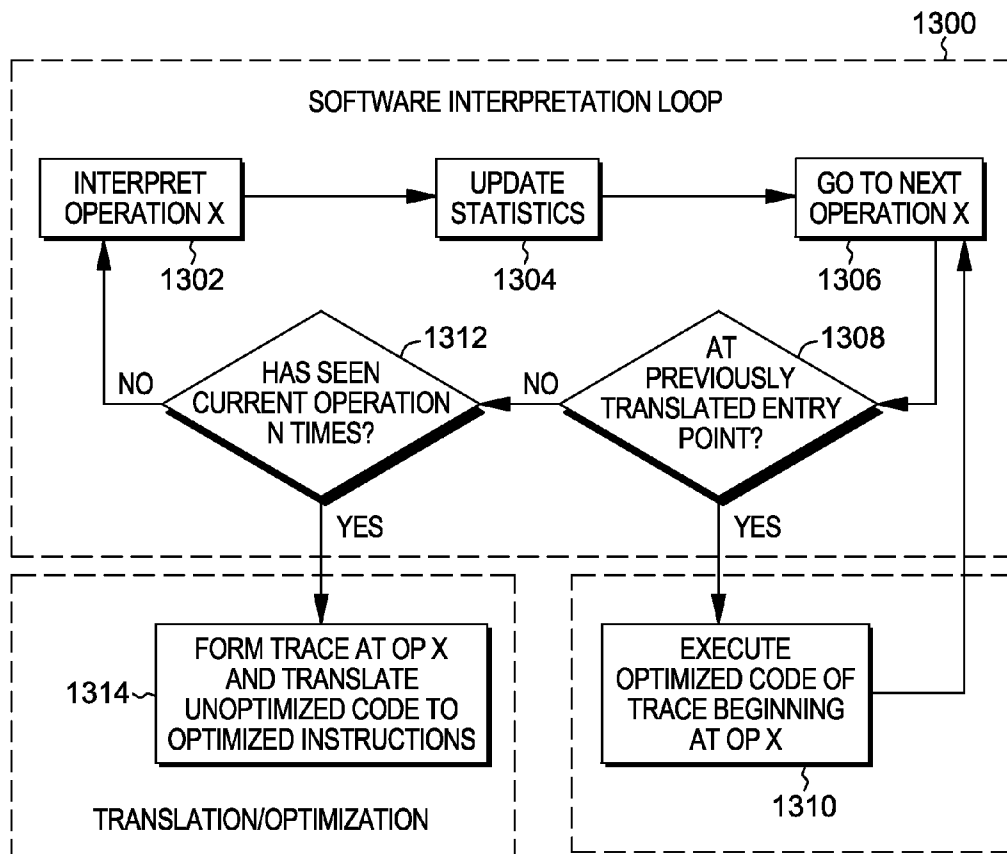 1300
SOFTWARE INTERPRETATION LOOP
INTERPRET
OPERATION X
1302
UPDATE
STATISTICS
1304
GO TO NEXT
OPERATION X
1306
1312
HAS SEEN
CURRENT OPERATION
N TIMES?
NO
YES
1308
AT
PREVIOUSLY
TRANSLATED ENTRY
POINT?
NO
YES
1314
FORM TRACE AT OP X
AND TRANSLATE
UNOPTIMIZED CODE TO
OPTIMIZED INSTRUCTIONS
TRANSLATION/OPTIMIZATION
EXECUTE
OPTIMIZED CODE OF
TRACE BEGINNING
AT OP X
1310